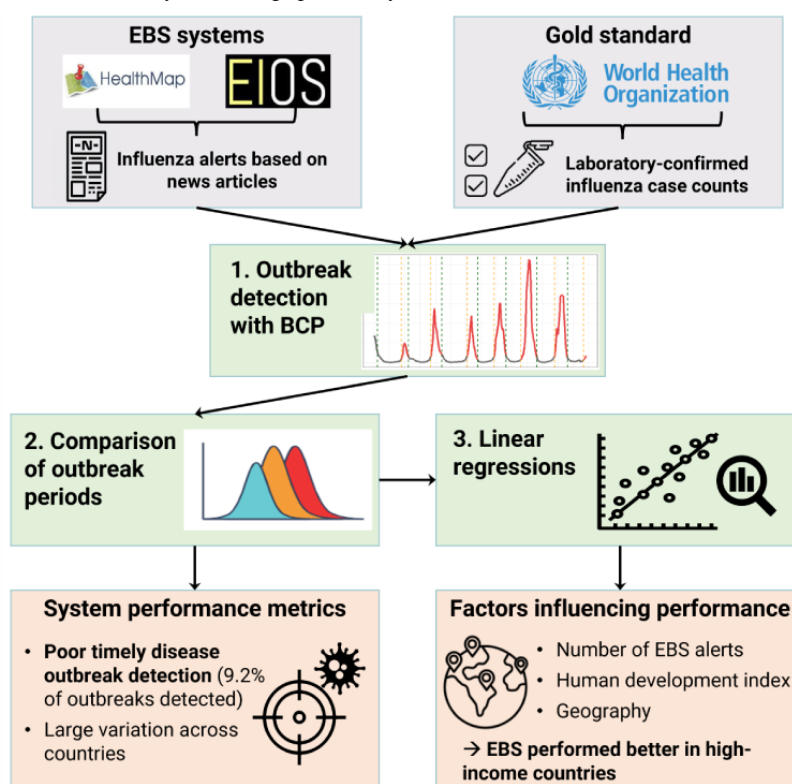 EBS systems
HealthMap
EIOS
-N-
Influenza alerts based on
news articles
Gold standard
World Health
Organization
Laboratory-confirmed
influenza case counts
1. Outbreak
detection
with BCP
2. Comparison
of outbreak
periods
3. Linear
regressions
System performance metrics
• Poor timely disease
outbreak detection (9.2%
of outbreaks detected)
• Large variation across
countries
Factors influencing performance
• Number of EBS alerts
• Human development index
• Geography
→ EBS performed better in high-
income countries